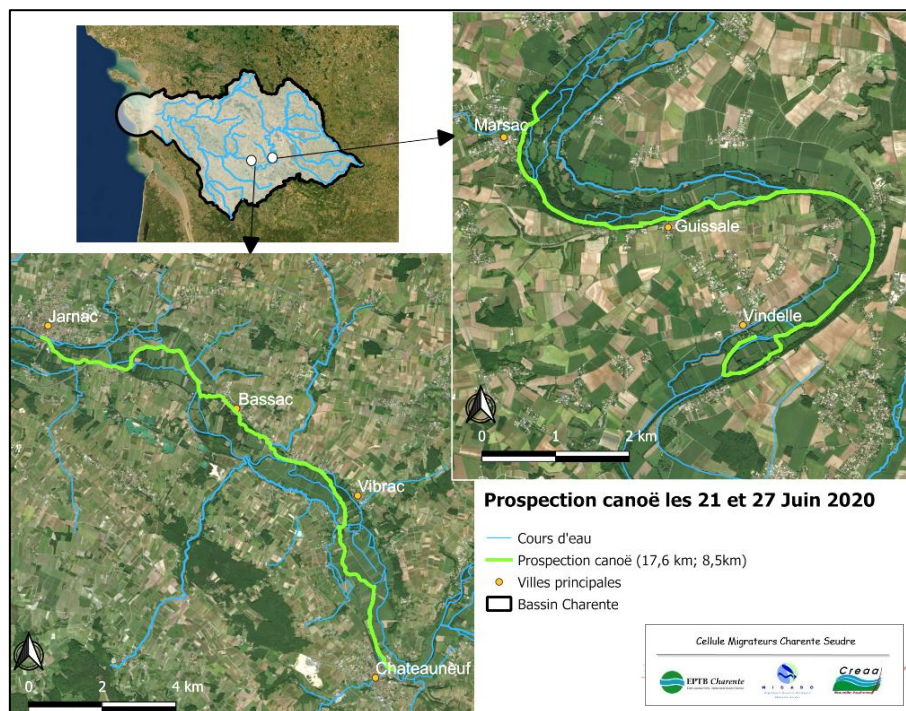 Marsac
Guissale
Vindelle
0 1 2 km
Jarnac
Bassac
Vibrac
Chateauneuf
0 2 4 km
Prospection canoë les 21 et 27 Juin 2020
Cours d'eau
Prospection canoë (17,6 km; 8,5km)
Villes principales
Bassin Charente
Cellule Migrateurs Charente Seudre
EPTB Charente
MIGADO
Creaa